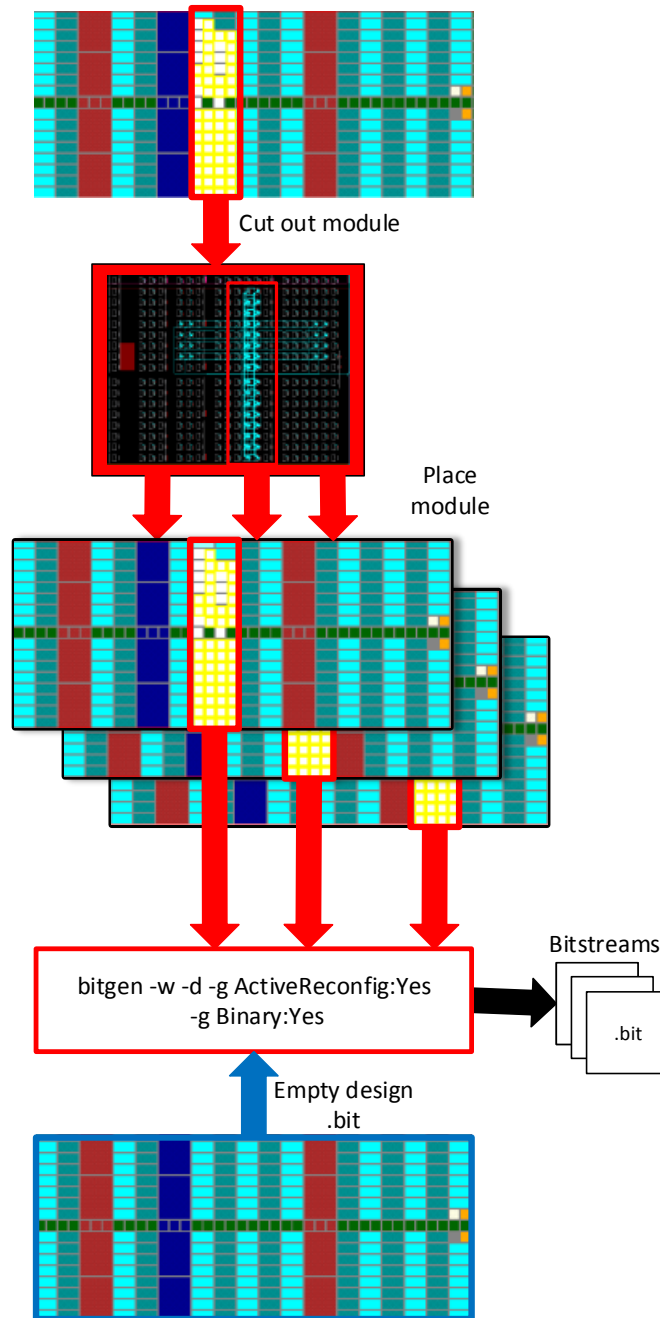 Cut out module
Place
module
bitgen -w -d -g ActiveReconfig:Yes
-g Binary:Yes
Bitstreams
.bit
Empty design
.bit